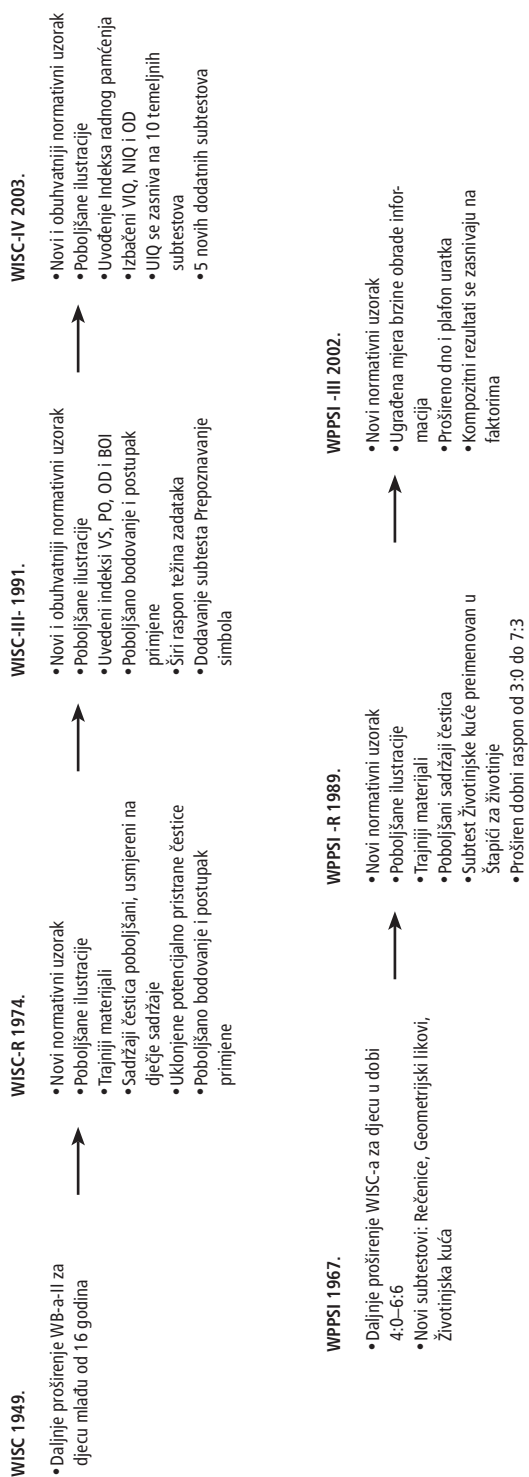 WISC 1949.
• Daljnje proširenje WB-a-II za
djecu mlađu od 16 godina
WISC-R 1974.
• Novi normativni uzorak
• Poboljšane ilustracije
• Trajniji materijali
• Sadržaji čestica poboljšani, usmjereni na
dječje sadržaje
• Uklonjene potencijalno pristrane čestice
• Poboljšano bodovanje i postupak
primjene
WISC-III- 1991.
• Novi i obuhvatniji normativni uzorak
• Poboljšane ilustracije
• Uvedeni indeksi VS, PO, OD i BOI
• Poboljšano bodovanje i postupak
primjene
• Širi raspon težina zadataka
• Dodavanje subtesta Prepoznavanje
simbola
WISC-IV 2003.
• Novi i obuhvatniji normativni uzorak
• Poboljšane ilustracije
• Uvođenje Indeksa radnog pamćenja
• Izbačeni VIQ, NIQ i OD
• UIQ se zasniva na 10 temeljnih
subtestova
• 5 novih dodatnih subtestova
WPPSI 1967.
• Daljnje proširenje WISC-a za djecu u dobi
4:0–6:6
• Novi subtestovi: Rečenice, Geometrijski likovi,
Životinjska kuća
WPPSI -R 1989.
• Novi normativni uzorak
• Poboljšane ilustracije
• Trajniji materijali
• Poboljšani sadržaji čestica
• Subtest Životinjske kuće preimenovan u
Štapići za životinje
• Proširen dobni raspon od 3:0 do 7:3
WPPSI -III 2002.
• Novi normativni uzorak
• Ugrađena mjera brzine obrade infor-
macija
• Prošireno dno i plafon uratka
• Kompozitni rezultati se zasnivaju na
faktorima